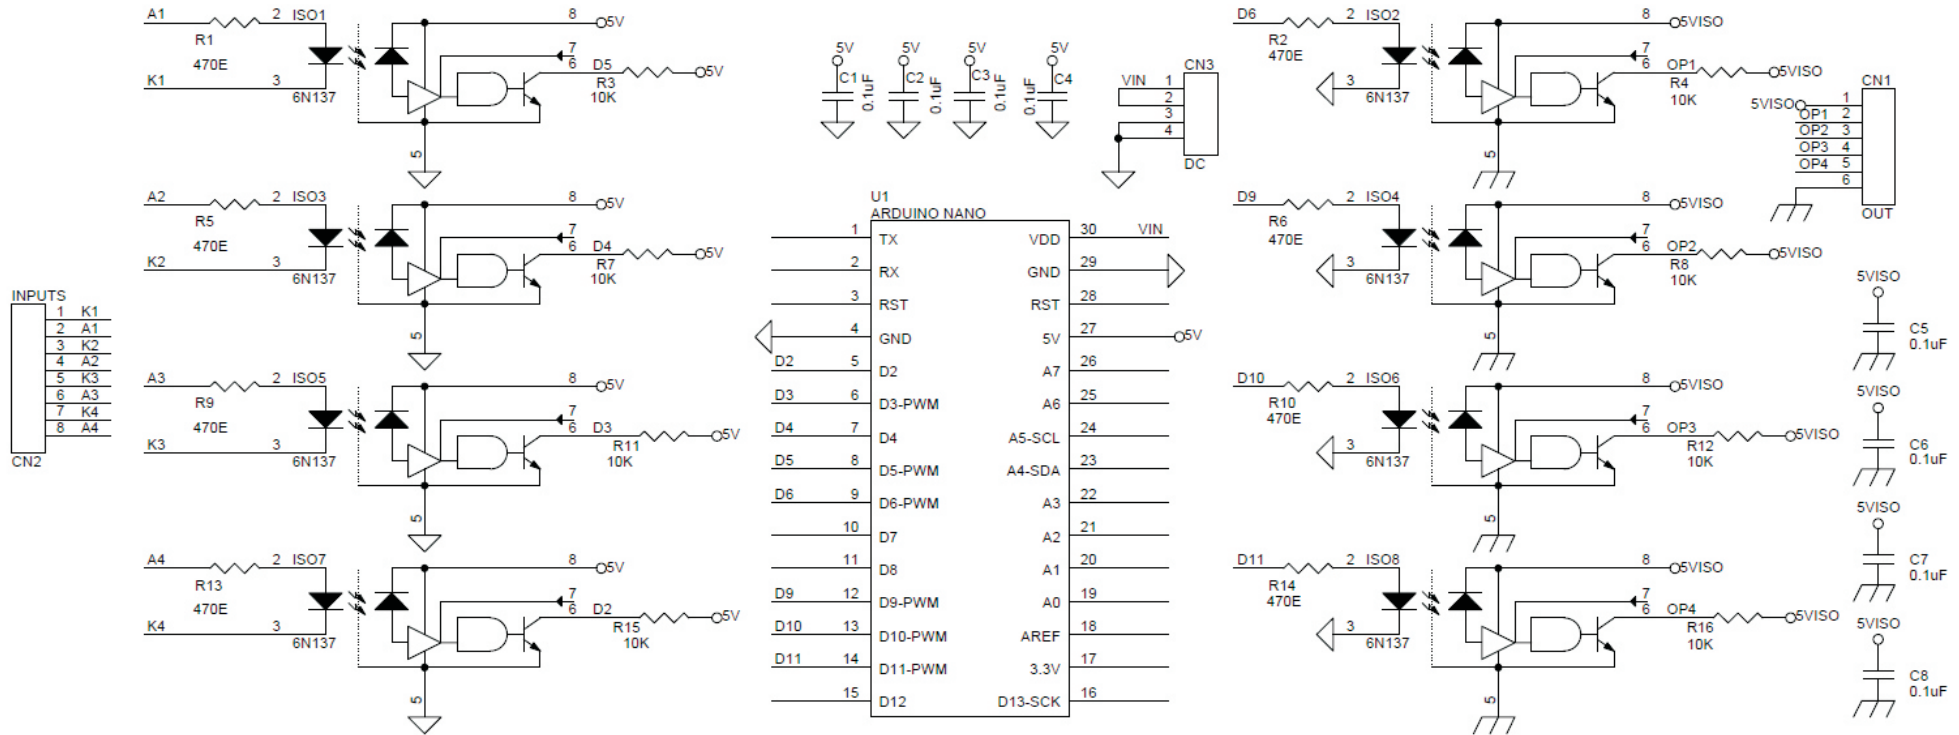 A1 2 ISO1 8 5V
R1
470E
7
6 D5 5V
R3
10K
K1 3
6N137
5
A2 2 ISO3 8 5V
R5
470E
7
6 D4 5V
R7
10K
K2 3
6N137
5
INPUTS
1 K1
2 A1
3 K2
4 A2
5 K3
6 A3
7 K4
8 A4
CN2
A3 2 ISO5 8 5V
R9
470E
7
6 D3 5V
R11
10K
K3 3
6N137
5
A4 2 ISO7 8 5V
R13
470E
7
6 D2 5V
R15
10K
K4 3
6N137
5
5V 5V 5V 5V
C1 C2 C3 C4
0.1uF 0.1uF 0.1uF 0.1uF
CN3
VIN 1
2
3
4
DC
U1
ARDUINO NANO
1 TX VDD 30 VIN
2 RX GND 29
3 RST RST 28
4 GND 5V 27 5V
D2 5 D2 A7 26
D3 6 D3-PWM A6 25
D4 7 D4 A5-SCL 24
D5 8 D5-PWM A4-SDA 23
D6 9 D6-PWM A3 22
10 D7 A2 21
11 D8 A1 20
D9 12 D9-PWM A0 19
D10 13 D10-PWM AREF 18
D11 14 D11-PWM 3.3V 17
15 D12 D13-SCK 16
D6 2 ISO2 8 5VISO
R2
470E
7
6 OP1 5VISO
R4
10K
3
6N137
5
D9 2 ISO4 8 5VISO
R6
470E
7
6 OP2 5VISO
R8
10K
3
6N137
5
D10 2 ISO6 8 5VISO
R10
470E
7
6 OP3 5VISO
R12
10K
3
6N137
5
D11 2 ISO8 8 5VISO
R14
470E
7
6 OP4 5VISO
R16
10K
3
6N137
5
CN1
5VISO 1
OP1 2
OP2 3
OP3 4
OP4 5
6
OUT
5VISO
C5
0.1uF
5VISO
C6
0.1uF
5VISO
C7
0.1uF
5VISO
C8
0.1uF